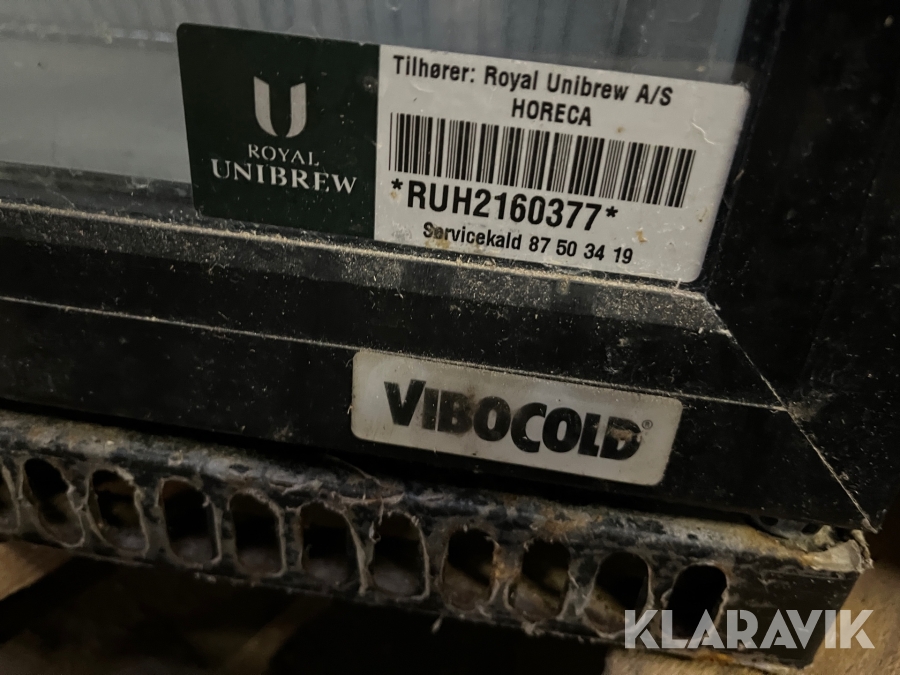 Tilhører: Royal Unibrew A/S
HORECA
ROYAL
UNIBREW
*RUH2160377*
Servicekald 87 50 34 19
VIBOCOLD®
KLARAVIK